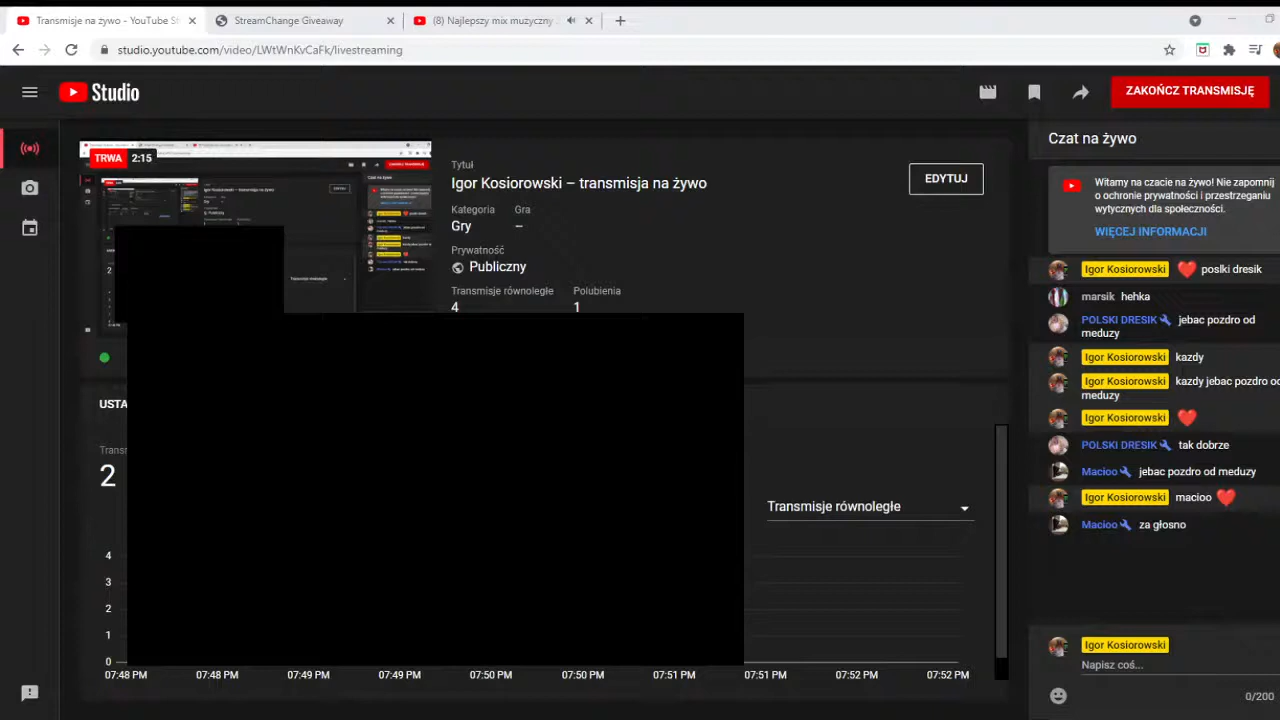 Transmisje na żywo - YouTube St
StreamChange Giveaway
(8) Najlepszy mix muzyczny
studio.youtube.com/video/LWtWnKvCaFk/livestreaming
Studio
ZAKOŃCZ TRANSMISJĘ
TRWA 2:15
Tytuł
Igor Kosiorowski – transmisja na żywo
EDYTUJ
Kategoria Gra
Gry –
Prywatność
Publiczny
Transmisje równoległe Polubienia
4 1
USTA
Transm
2
Transmisje równoległe
4
3
2
1
0
07:48 PM 07:48 PM 07:49 PM 07:49 PM 07:50 PM 07:50 PM 07:51 PM 07:51 PM 07:52 PM 07:52 PM
Czat na żywo
Witamy na czacie na żywo! Nie zapomnij
o ochronie prywatności i przestrzeganiu
wytycznych dla społeczności.
WIĘCEJ INFORMACJI
Igor Kosiorowski ❤️ poslki dresik
marsik hehka
POLSKI DRESIK jebac pozdro od
meduzy
Igor Kosiorowski kazdy
Igor Kosiorowski kazdy jebac pozdro od
meduzy
Igor Kosiorowski ❤️
POLSKI DRESIK tak dobrze
Macioo jebac pozdro od meduzy
Igor Kosiorowski macioo ❤️
Macioo za głosno
Igor Kosiorowski
Napisz coś...
0/200